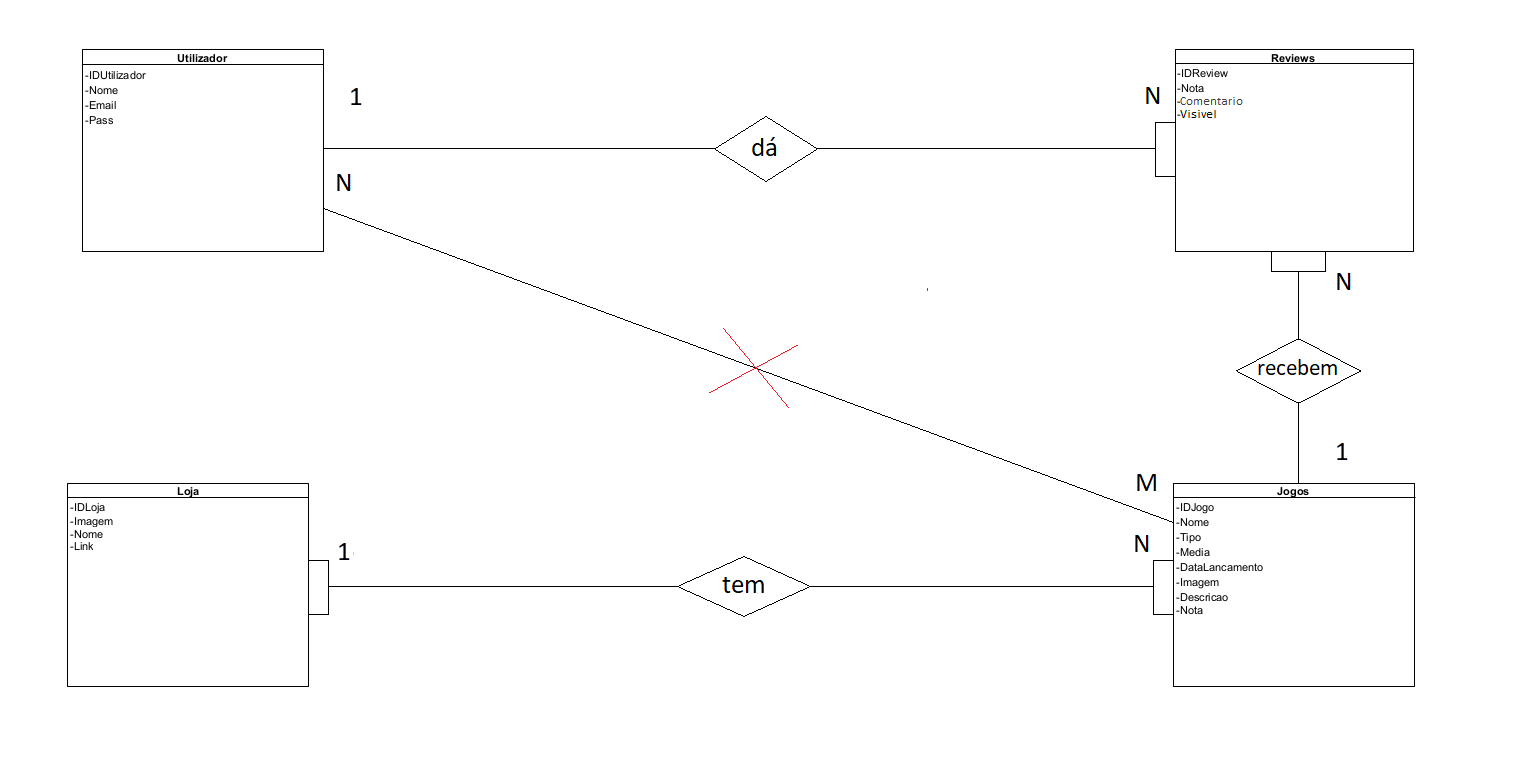 Utilizador
-IDUtilizador
-Nome
-Email
-Pass
1
N
dá
N
Reviews
-IDReview
-Nota
-Comentario
-Visivel
N
recebem
1
M
N
Loja
-IDLoja
-Imagem
-Nome
-Link
1
tem
Jogos
-IDJogo
-Nome
-Tipo
-Media
-DataLancamento
-Imagem
-Descricao
-Nota